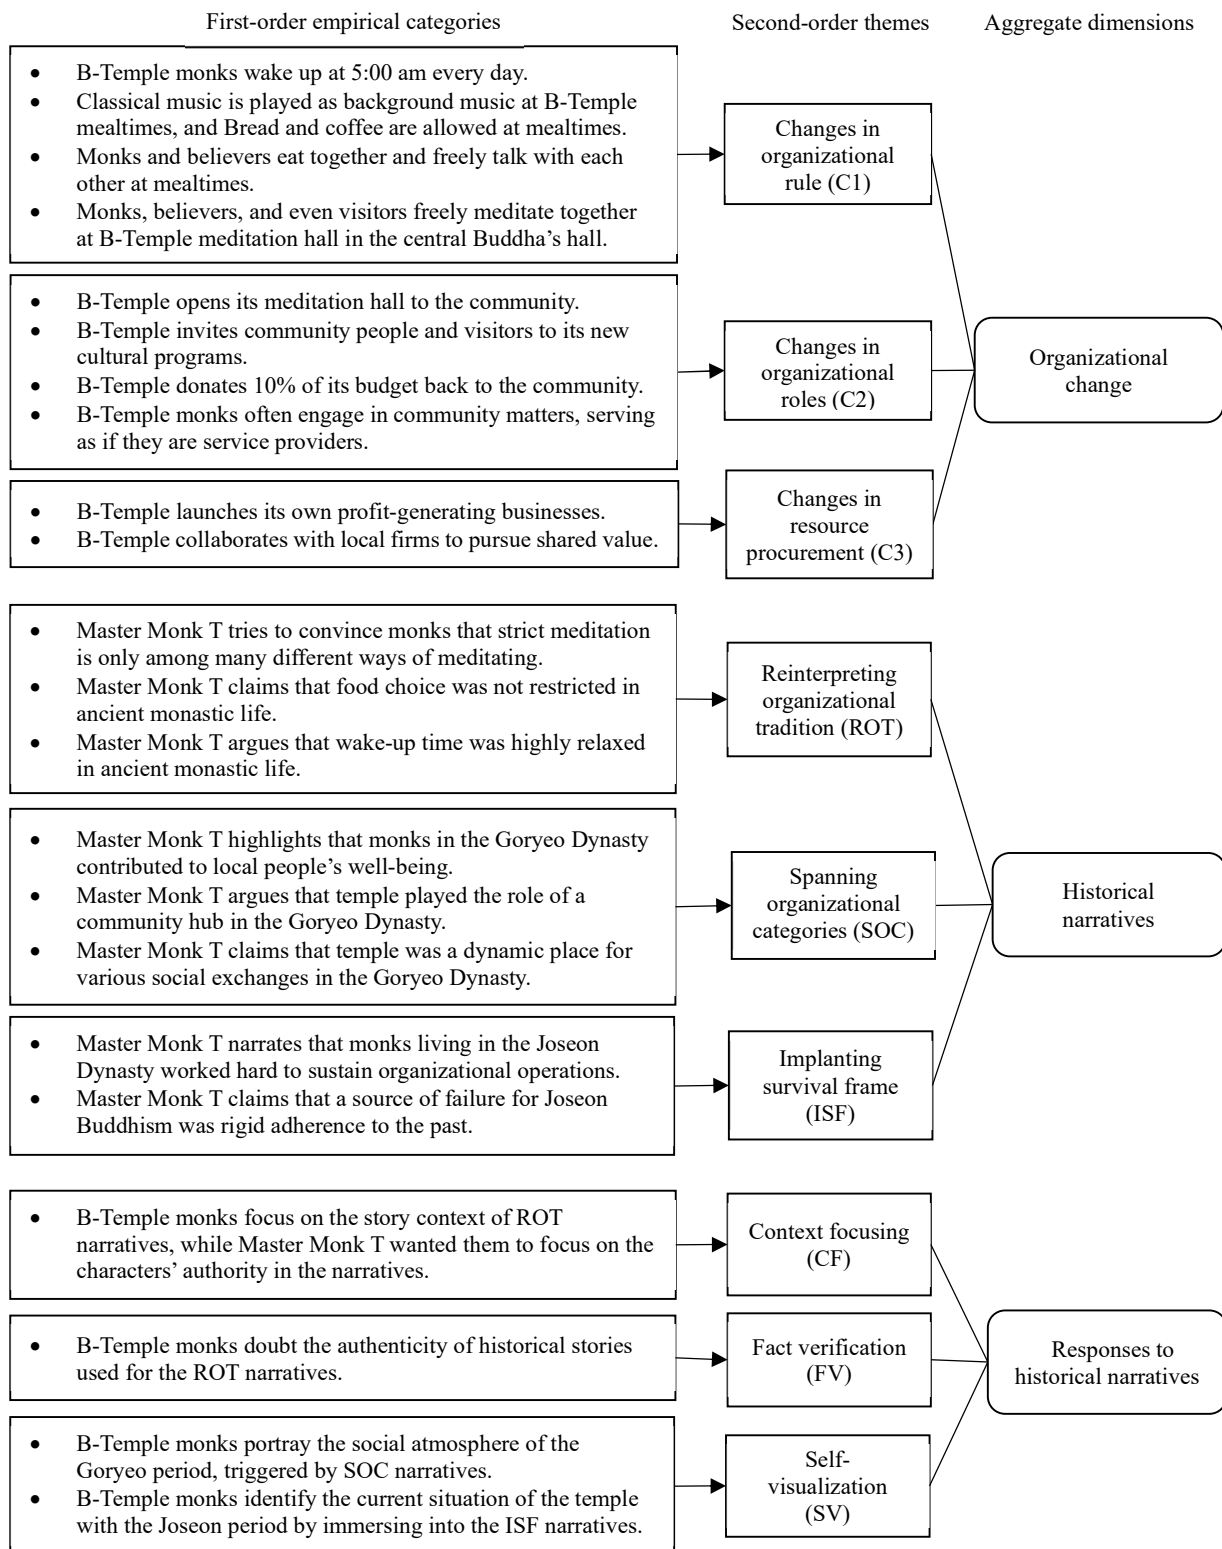 First-order empirical categories
Second-order themes
Aggregate dimensions
• B-Temple monks wake up at 5:00 am every day.
• Classical music is played as background music at B-Temple
mealtimes, and Bread and coffee are allowed at mealtimes.
• Monks and believers eat together and freely talk with each
other at mealtimes.
• Monks, believers, and even visitors freely meditate together
at B-Temple meditation hall in the central Buddha’s hall.
Changes in
organizational
rule (C1)
• B-Temple opens its meditation hall to the community.
• B-Temple invites community people and visitors to its new
cultural programs.
• B-Temple donates 10% of its budget back to the community.
• B-Temple monks often engage in community matters, serving
as if they are service providers.
Changes in
organizational
roles (C2)
Organizational
change
• B-Temple launches its own profit-generating businesses.
• B-Temple collaborates with local firms to pursue shared value.
Changes in
resource
procurement (C3)
• Master Monk T tries to convince monks that strict meditation
is only among many different ways of meditating.
• Master Monk T claims that food choice was not restricted in
ancient monastic life.
• Master Monk T argues that wake-up time was highly relaxed
in ancient monastic life.
Reinterpreting
organizational
tradition (ROT)
• Master Monk T highlights that monks in the Goryeo Dynasty
contributed to local people’s well-being.
• Master Monk T argues that temple played the role of a
community hub in the Goryeo Dynasty.
• Master Monk T claims that temple was a dynamic place for
various social exchanges in the Goryeo Dynasty.
Spanning
organizational
categories (SOC)
Historical
narratives
• Master Monk T narrates that monks living in the Joseon
Dynasty worked hard to sustain organizational operations.
• Master Monk T claims that a source of failure for Joseon
Buddhism was rigid adherence to the past.
Implanting
survival frame
(ISF)
• B-Temple monks focus on the story context of ROT
narratives, while Master Monk T wanted them to focus on the
characters’ authority in the narratives.
Context focusing
(CF)
• B-Temple monks doubt the authenticity of historical stories
used for the ROT narratives.
Fact verification
(FV)
Responses to
historical narratives
• B-Temple monks portray the social atmosphere of the
Goryeo period, triggered by SOC narratives.
• B-Temple monks identify the current situation of the temple
with the Joseon period by immersing into the ISF narratives.
Self-
visualization
(SV)